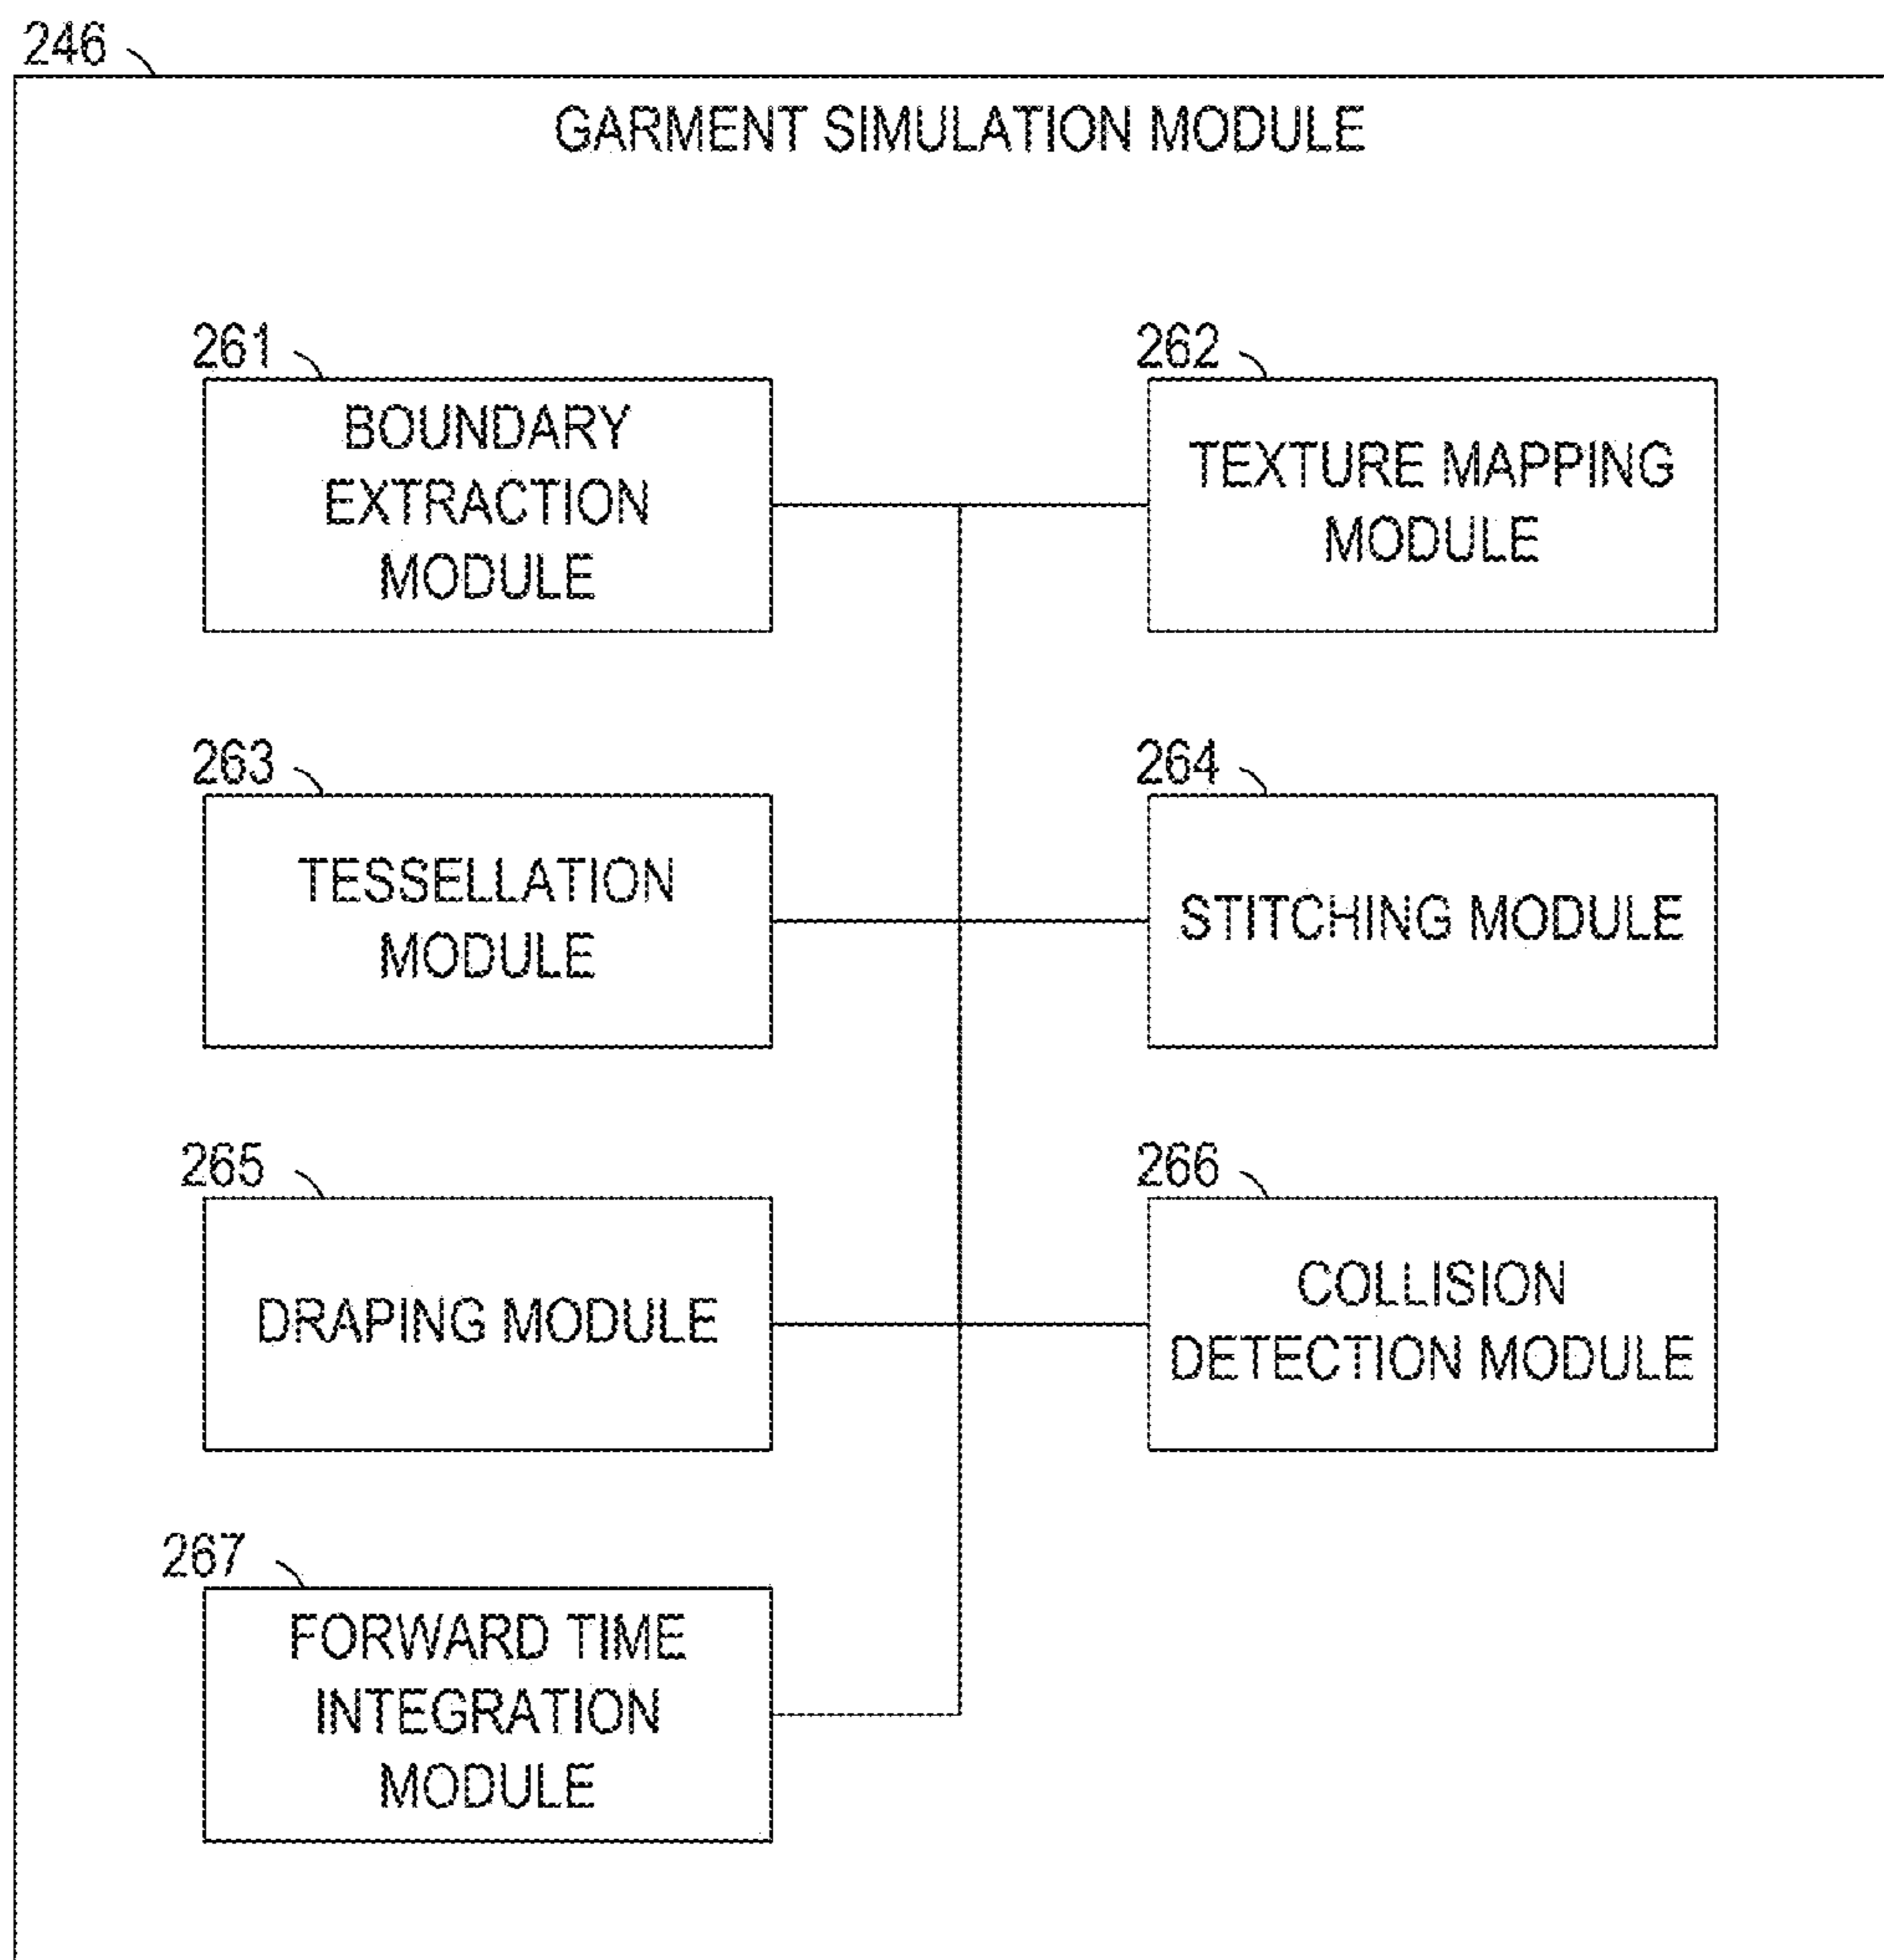 246
GARMENT SIMULATION MODULE
261
BOUNDARY
EXTRACTION
MODULE
262
TEXTURE MAPPING
MODULE
263
TESSELLATION
MODULE
264
STITCHING MODULE
265
DRAPING MODULE
266
COLLISION
DETECTION MODULE
267
FORWARD TIME
INTEGRATION
MODULE